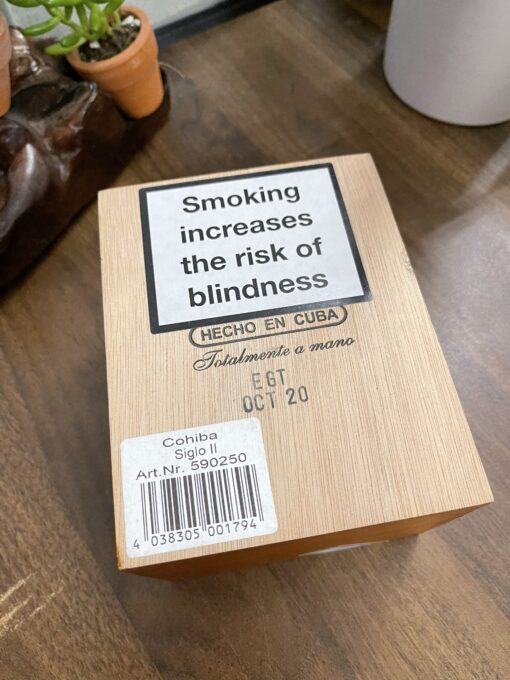 Smoking
increases
the risk of
blindness
HECHO EN CUBA
Totalmente a mano
EGT
OCT 20
Cohiba
Siglo II
Art.Nr. 590250
4 038305 001794